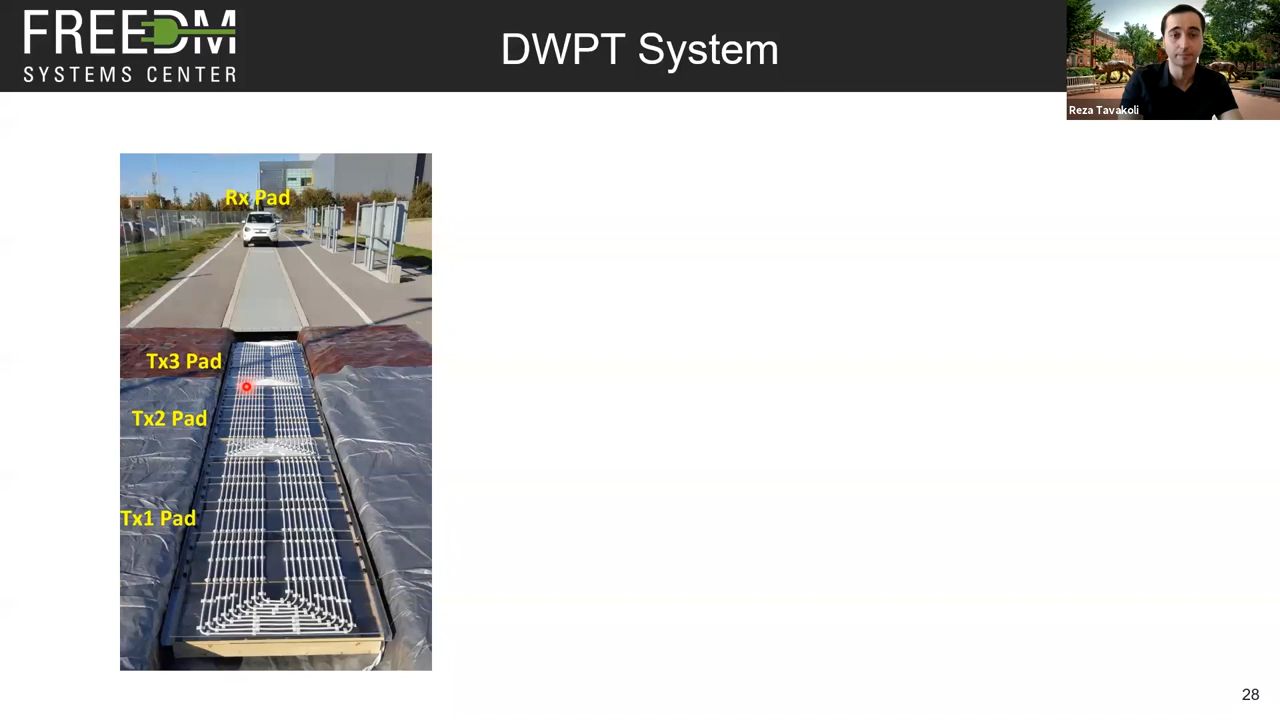 FREEDM
SYSTEMS CENTER
DWPT System
Reza Tavakoli
Rx Pad
Tx3 Pad
Tx2 Pad
Tx1 Pad
28